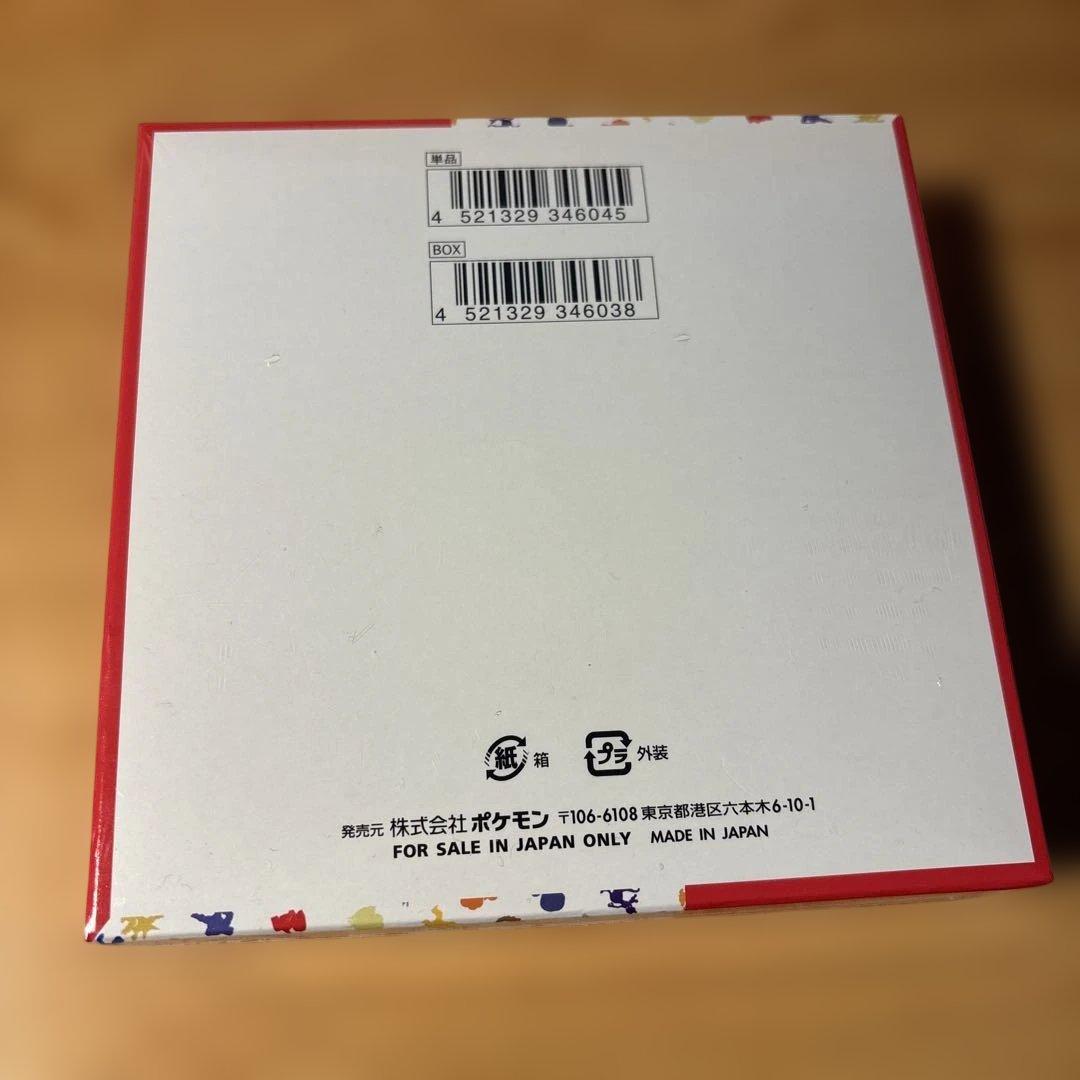 単品
4 521329 346045
BOX
4 521329 346038
紙 箱 プラ 外装
発売元 株式会社 ポケモン 〒106-6108 東京都港区六本木6-10-1
FOR SALE IN JAPAN ONLY MADE IN JAPAN